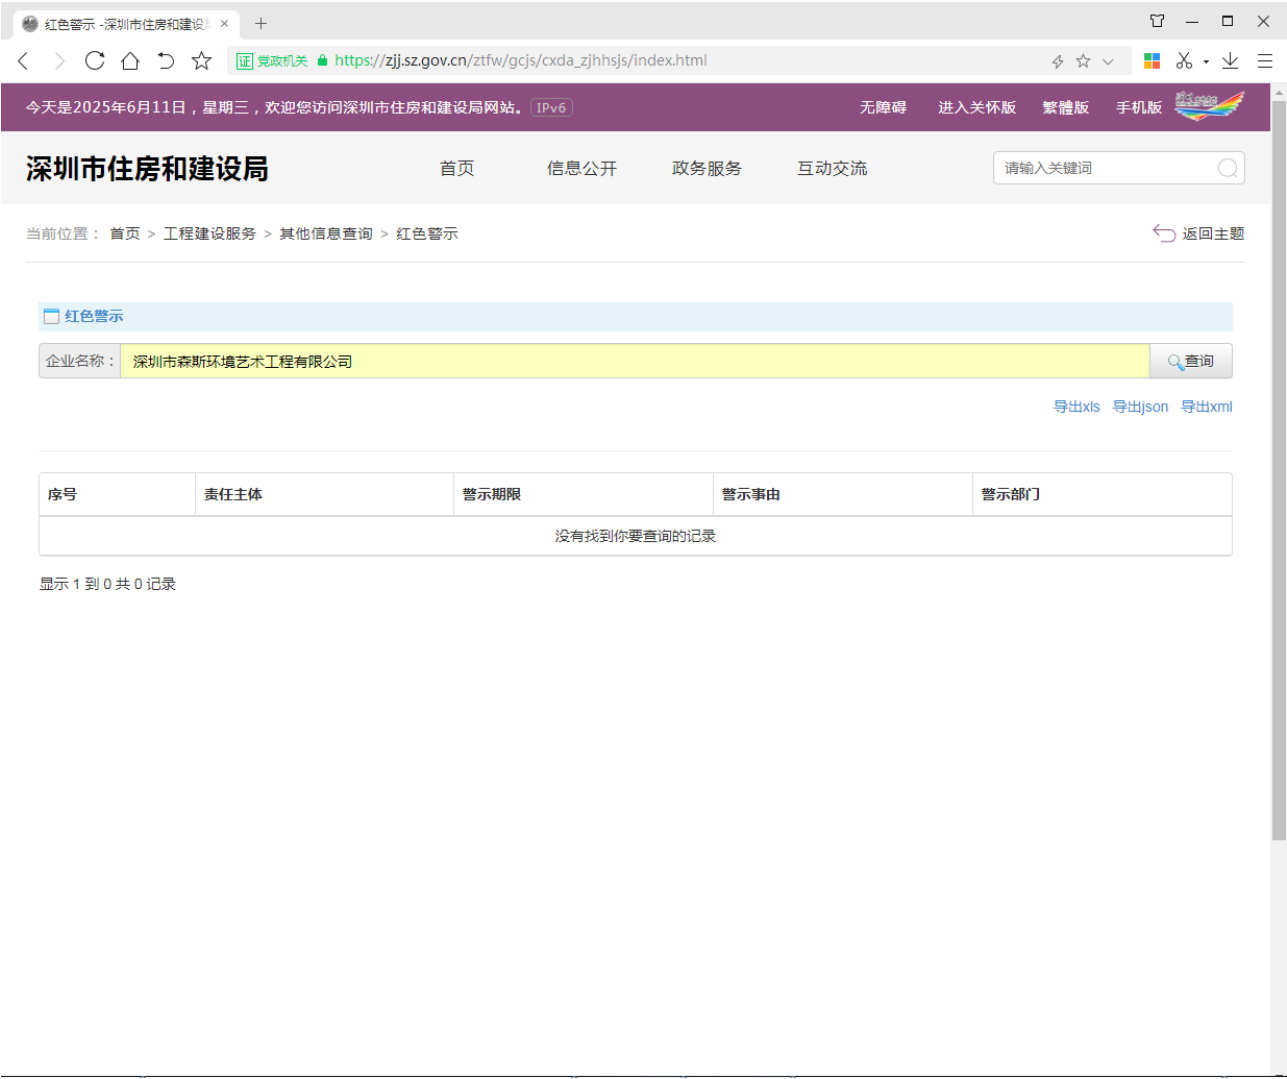 红色警示 -深圳市住房和建设
证 党政机关 https://zjj.sz.gov.cn/ztfw/gcjs/cxda_zjhhsjs/index.html
今天是2025年6月11日，星期三，欢迎您访问深圳市住房和建设局网站。 IPv6 无障碍 进入关怀版 繁體版 手机版
深圳市住房和建设局 首页 信息公开 政务服务 互动交流 请输入关键词
当前位置： 首页 > 工程建设服务 > 其他信息查询 > 红色警示 返回主题
红色警示
企业名称： 深圳市森斯环境艺术工程有限公司 查询
导出xls 导出json 导出xml
序号 责任主体 警示期限 警示事由 警示部门
没有找到你要查询的记录
显示 1 到 0 共 0 记录